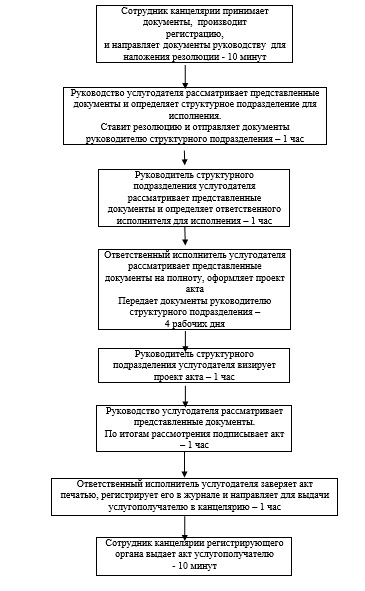 Сотрудник канцелярии принимает
документы, производит
регистрацию,
и направляет документы руководству для
наложения резолюции - 10 минут
Руководство услугодателя рассматривает представленные
документы и определяет структурное подразделение для
исполнения.
Ставит резолюцию и отправляет документы
руководителю структурного подразделения – 1 час
Руководитель структурного
подразделения услугодателя
рассматривает представленные
документы и определяет ответственного
исполнителя для исполнения – 1 час
Ответственный исполнитель услугодателя
рассматривает представленные
документы на полноту, оформляет проект
акта
Передает документы руководителю
структурного подразделения –
4 рабочих дня
Руководитель структурного
подразделения услугодателя визирует
проект акта – 1 час
Руководство услугодателя рассматривает
представленные документы.
По итогам рассмотрения подписывает акт
– 1 час
Ответственный исполнитель услугодателя заверяет акт
печатью, регистрирует его в журнале и направляет для выдачи
услугополучателю в канцелярию – 1 час
Сотрудник канцелярии регистрирующего
органа выдает акт услугополучателю
- 10 минут